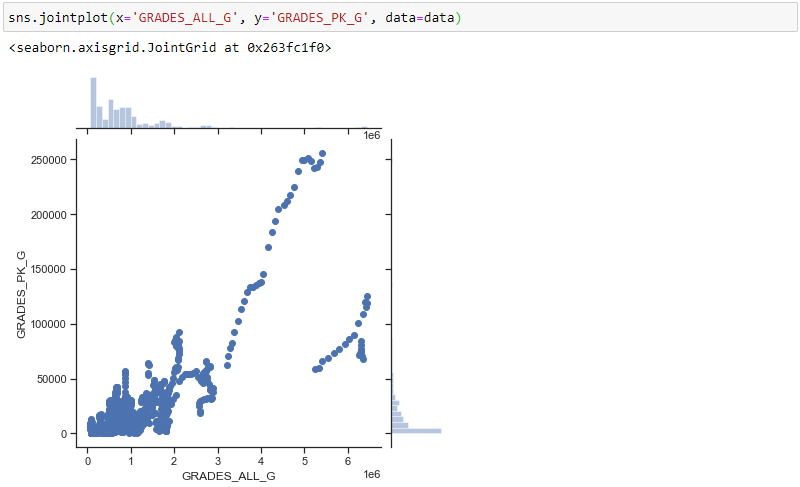 sns.jointplot(x='GRADES_ALL_G', y='GRADES_PK_G', data=data)
<seaborn.axisgrid.JointGrid at 0x263fc1f0>
1e6
250000
200000
150000
100000
50000
0
GRADES_PK_G
0 1 2 3 4 5 6
1e6
GRADES_ALL_G